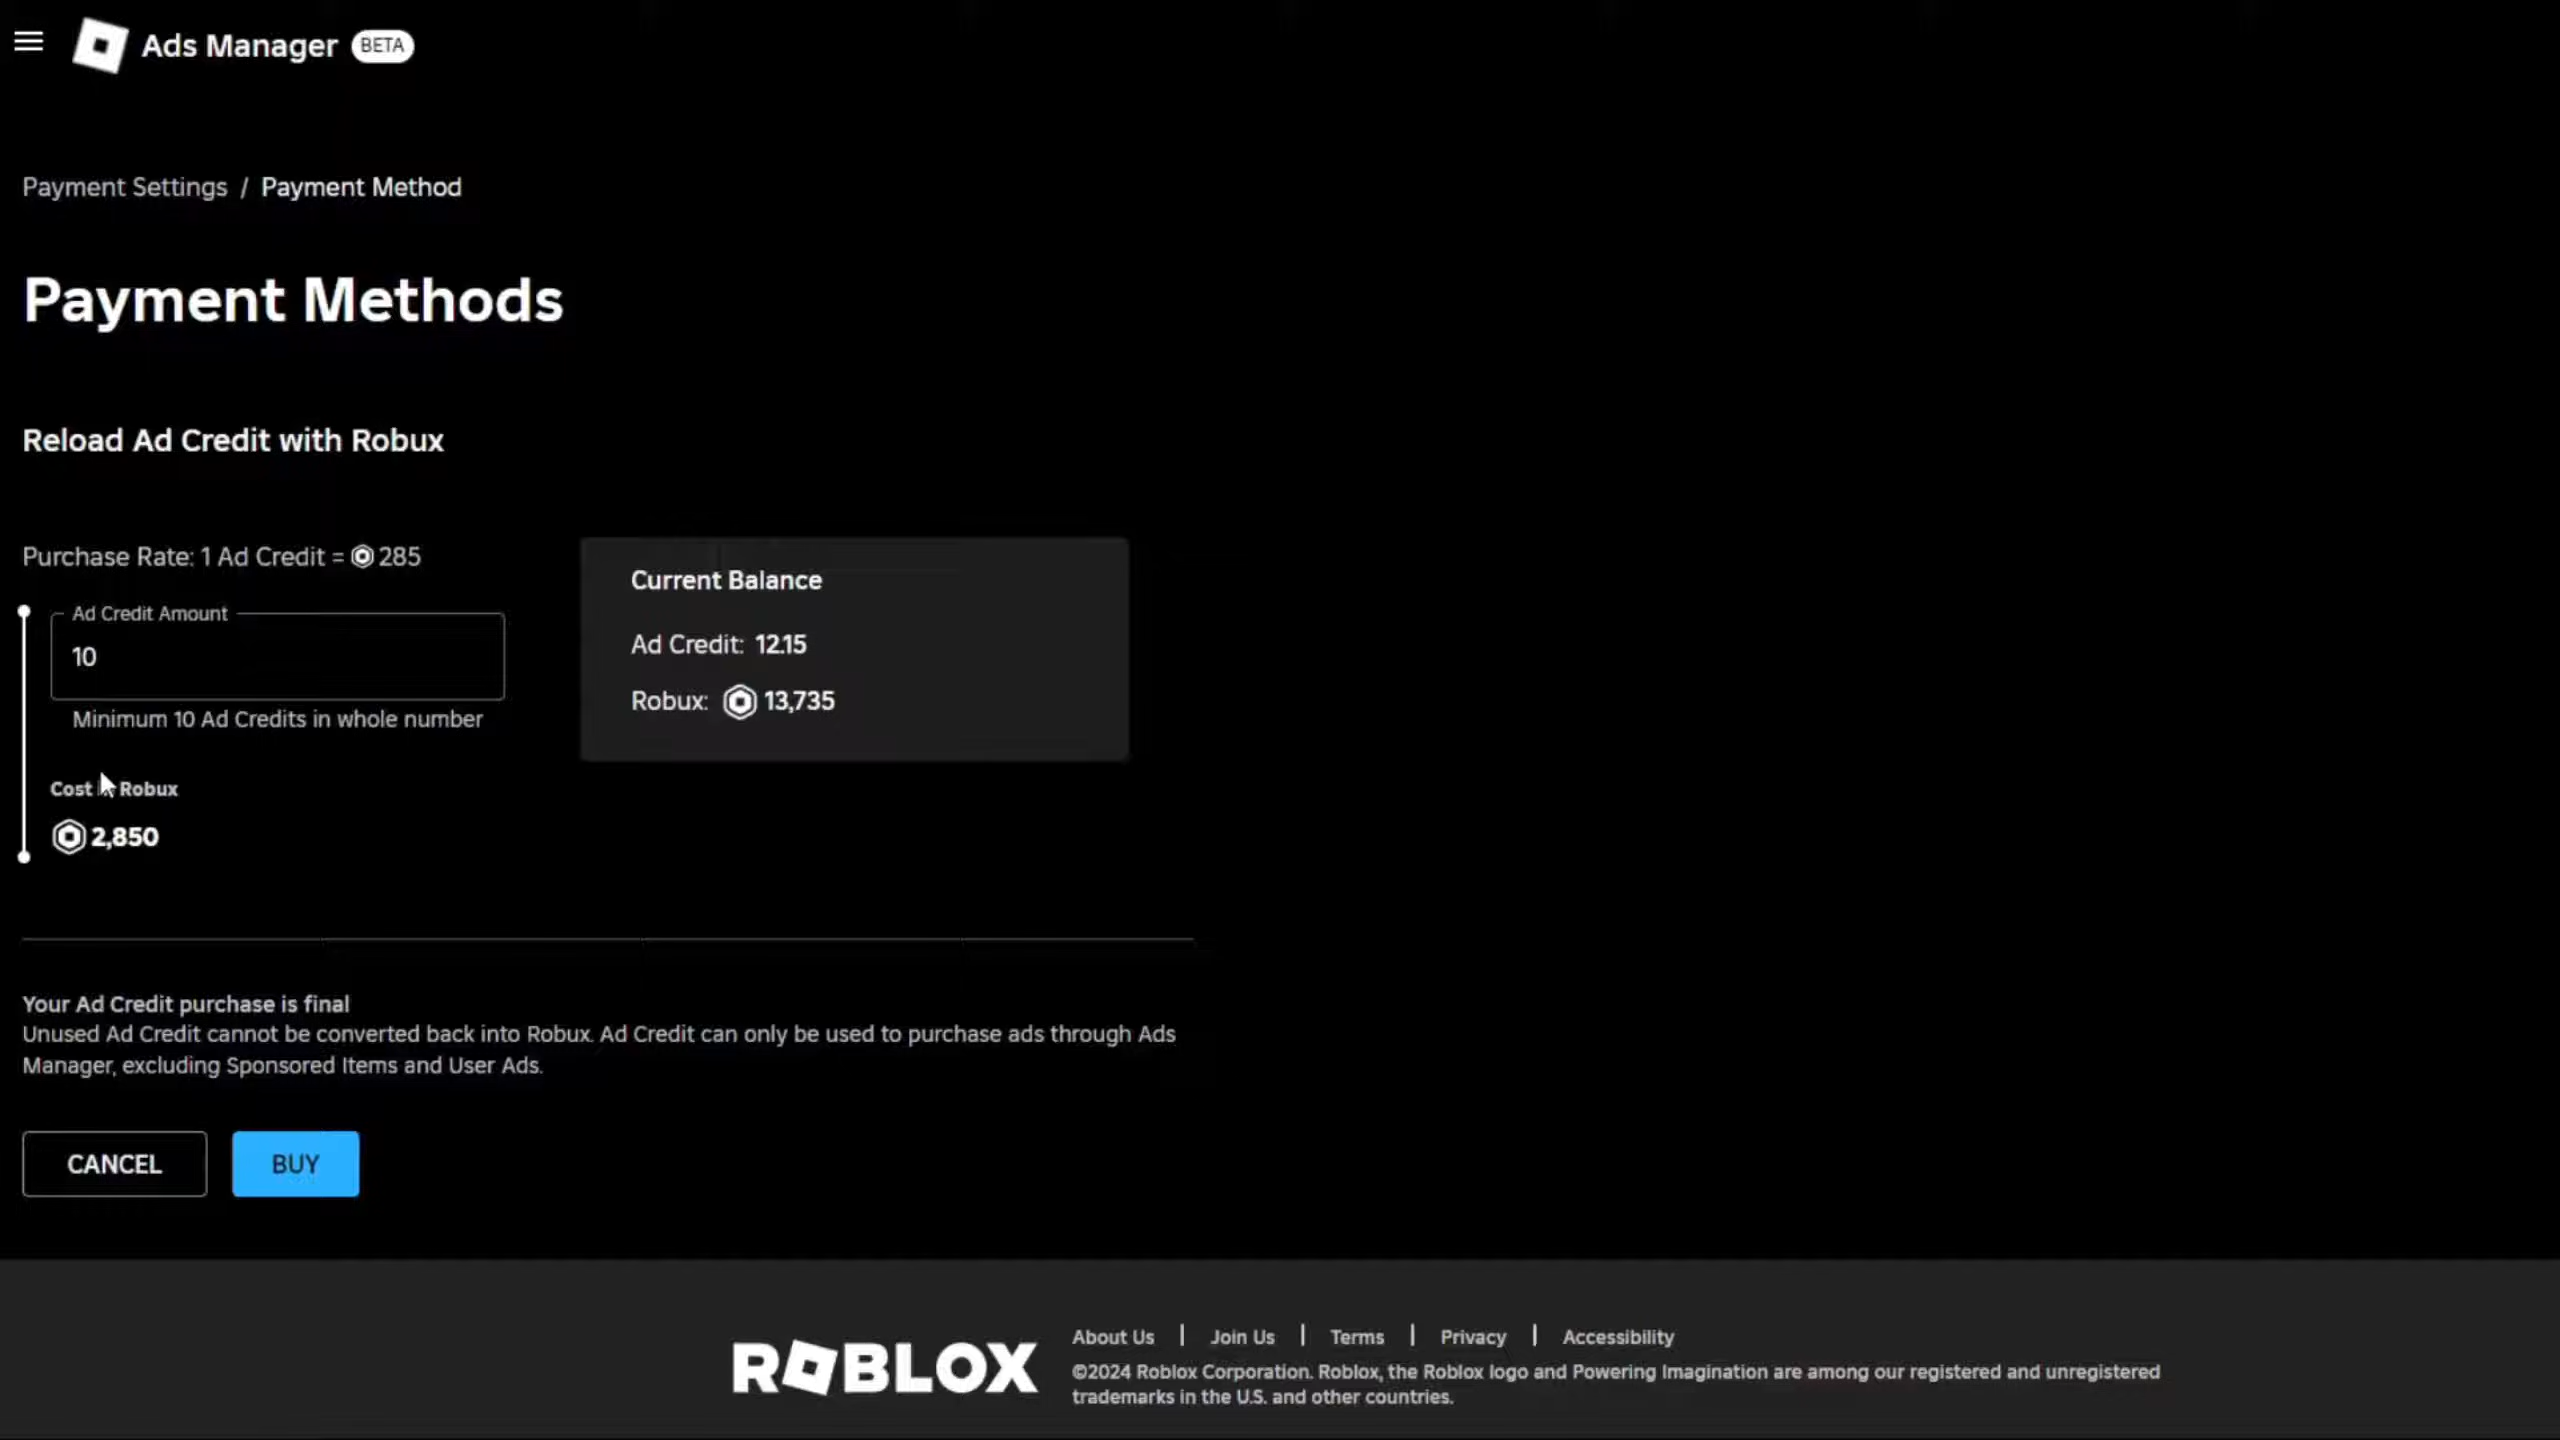 Ads Manager BETA
Payment Settings / Payment Method
Payment Methods
Reload Ad Credit with Robux
Purchase Rate: 1 Ad Credit = 285
Ad Credit Amount
10
Minimum 10 Ad Credits in whole number
Cost Robux
2,850
Current Balance
Ad Credit: 12.15
Robux: 13,735
Your Ad Credit purchase is final
Unused Ad Credit cannot be converted back into Robux. Ad Credit can only be used to purchase ads through Ads
Manager, excluding Sponsored Items and User Ads.
CANCEL BUY
ROBLOX
About Us | Join Us | Terms | Privacy | Accessibility
©2024 Roblox Corporation. Roblox, the Roblox logo and Powering Imagination are among our registered and unregistered
trademarks in the U.S. and other countries.